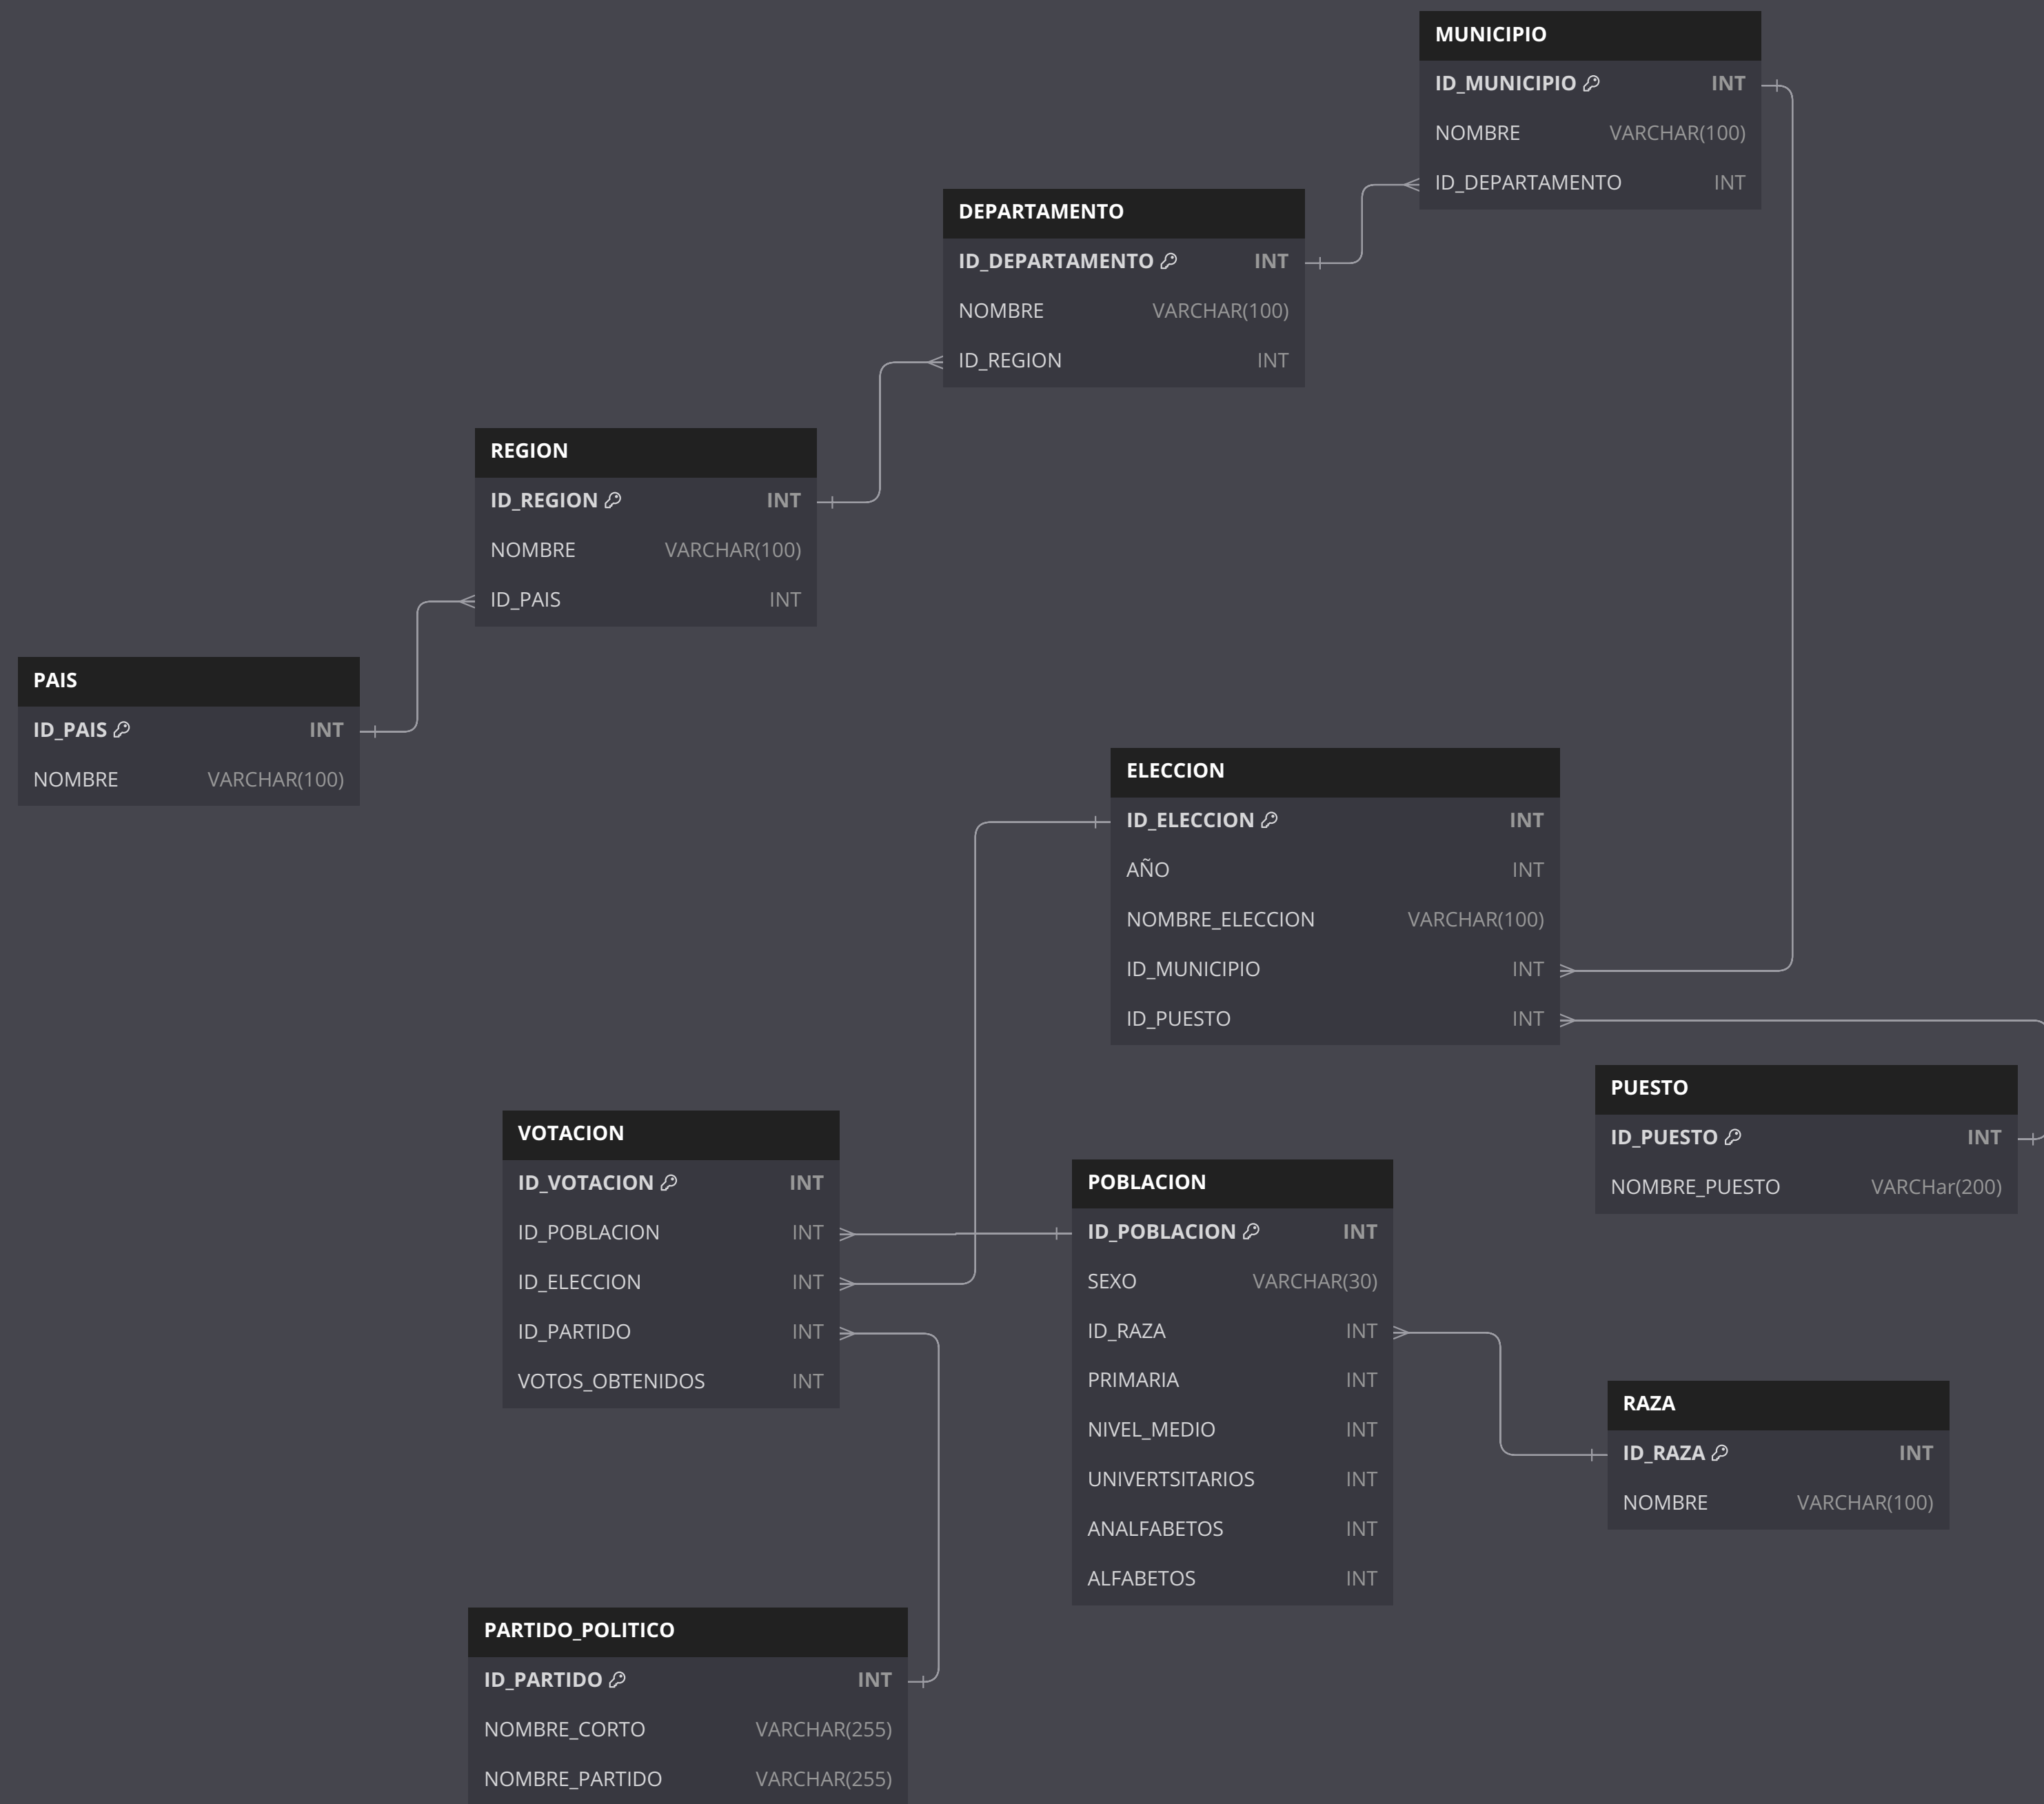 MUNICIPIO
ID_MUNICIPIO INT
NOMBRE VARCHAR(100)
ID_DEPARTAMENTO INT
DEPARTAMENTO
ID_DEPARTAMENTO INT
NOMBRE VARCHAR(100)
ID_REGION INT
REGION
ID_REGION INT
NOMBRE VARCHAR(100)
ID_PAIS INT
PAIS
ID_PAIS INT
NOMBRE VARCHAR(100)
ELECCION
ID_ELECCION INT
AÑO INT
NOMBRE_ELECCION VARCHAR(100)
ID_MUNICIPIO INT
ID_PUESTO INT
PUESTO
ID_PUESTO INT
NOMBRE_PUESTO VARCHar(200)
VOTACION
ID_VOTACION INT
ID_POBLACION INT
ID_ELECCION INT
ID_PARTIDO INT
VOTOS_OBTENIDOS INT
POBLACION
ID_POBLACION INT
SEXO VARCHAR(30)
ID_RAZA INT
PRIMARIA INT
NIVEL_MEDIO INT
UNIVERTSITARIOS INT
ANALFABETOS INT
ALFABETOS INT
RAZA
ID_RAZA INT
NOMBRE VARCHAR(100)
PARTIDO_POLITICO
ID_PARTIDO INT
NOMBRE_CORTO VARCHAR(255)
NOMBRE_PARTIDO VARCHAR(255)